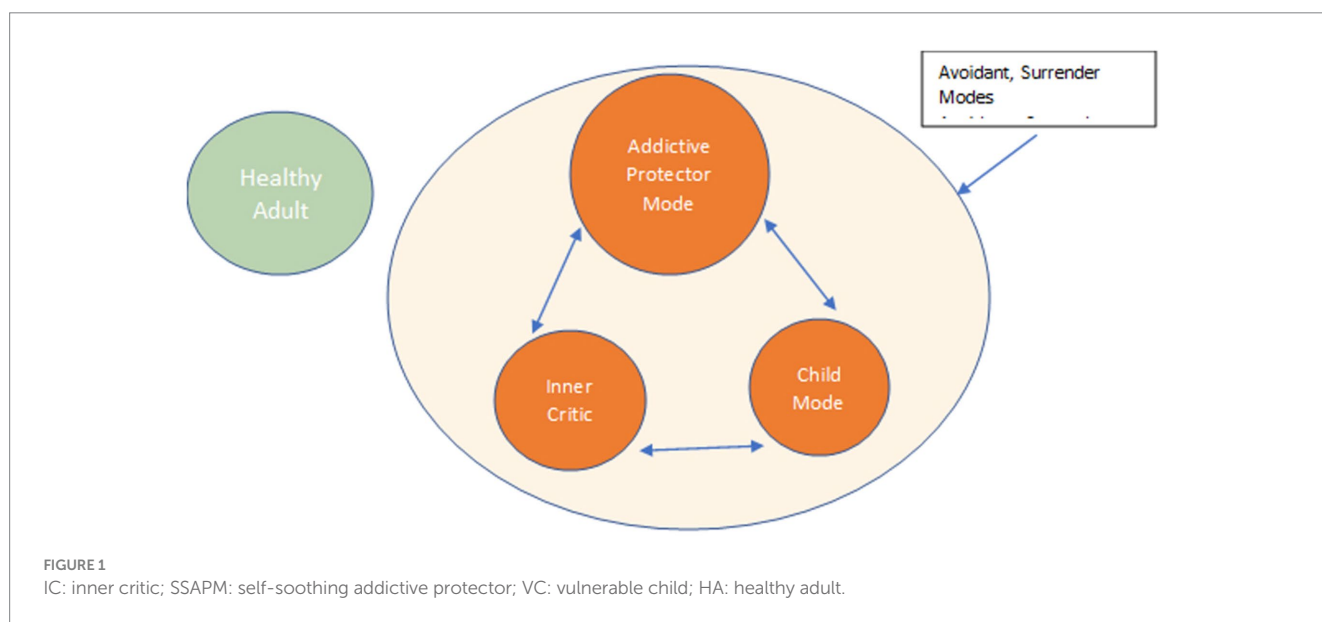 Avoidant, Surrender
Modes
Addictive
Protector
Mode
Healthy
Adult
Inner
Critic
Child
Mode
FIGURE 1
IC: inner critic; SSAPM: self-soothing addictive protector; VC: vulnerable child; HA: healthy adult.